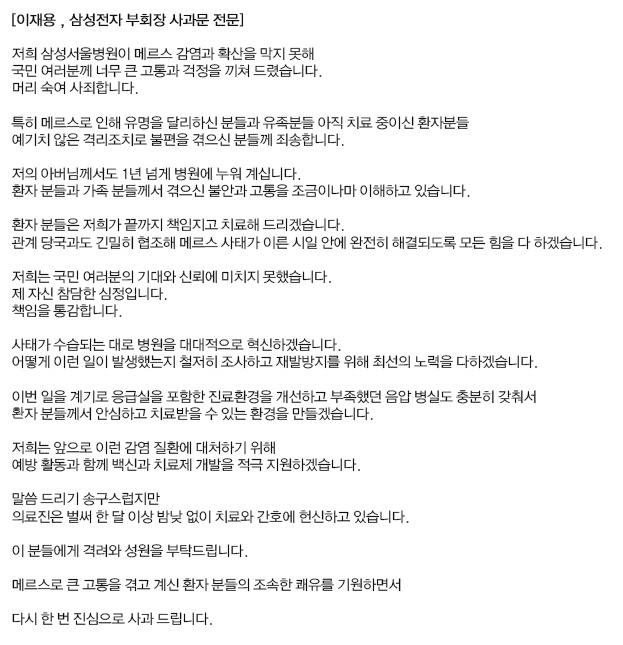 [이재용 , 삼성전자 부회장 사과문 전문]
저희 삼성서울병원이 메르스 감염과 확산을 막지 못해
국민 여러분께 너무 큰 고통과 걱정을 끼쳐 드렸습니다.
머리 숙여 사죄합니다.
특히 메르스로 인해 유명을 달리하신 분들과 유족분들 아직 치료 중이신 환자분들
예기치 않은 격리조치로 불편을 겪으신 분들께 죄송합니다.
저의 아버님께서도 1년 넘게 병원에 누워 계십니다.
환자 분들과 가족 분들께서 겪으신 불안과 고통을 조금이나마 이해하고 있습니다.
환자 분들은 저희가 끝까지 책임지고 치료해 드리겠습니다.
관계 당국과도 긴밀히 협조해 메르스 사태가 이른 시일 안에 완전히 해결되도록 모든 힘을 다 하겠습니다.
저희는 국민 여러분의 기대와 신뢰에 미치지 못했습니다.
제 자신 참담한 심정입니다.
책임을 통감합니다.
사태가 수습되는 대로 병원을 대대적으로 혁신하겠습니다.
어떻게 이런 일이 발생했는지 철저히 조사하고 재발방지를 위해 최선의 노력을 다하겠습니다.
이번 일을 계기로 응급실을 포함한 진료환경을 개선하고 부족했던 음압 병실도 충분히 갖춰서
환자 분들께서 안심하고 치료받을 수 있는 환경을 만들겠습니다.
저희는 앞으로 이런 감염 질환에 대처하기 위해
예방 활동과 함께 백신과 치료제 개발을 적극 지원하겠습니다.
말씀 드리기 송구스럽지만
의료진은 벌써 한 달 이상 밤낮 없이 치료와 간호에 헌신하고 있습니다.
이 분들에게 격려와 성원을 부탁드립니다.
메르스로 큰 고통을 겪고 계신 환자 분들의 조속한 쾌유를 기원하면서
다시 한 번 진심으로 사과 드립니다.